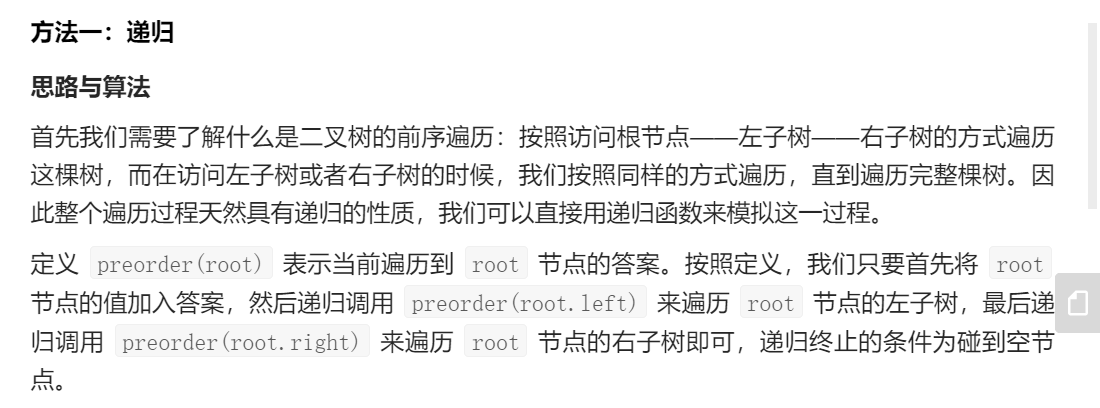 方法一：递归
思路与算法
首先我们需要了解什么是二叉树的前序遍历：按照访问根节点——左子树——右子树的方式遍历
这棵树，而在访问左子树或者右子树的时候，我们按照同样的方式遍历，直到遍历完整棵树。因
此整个遍历过程天然具有递归的性质，我们可以直接用递归函数来模拟这一过程。
定义 preorder(root) 表示当前遍历到 root 节点的答案。按照定义，我们只要首先将 root
节点的值加入答案，然后递归调用 preorder(root.left) 来遍历 root 节点的左子树，最后递
归调用 preorder(root.right) 来遍历 root 节点的右子树即可，递归终止的条件为碰到空节
点。